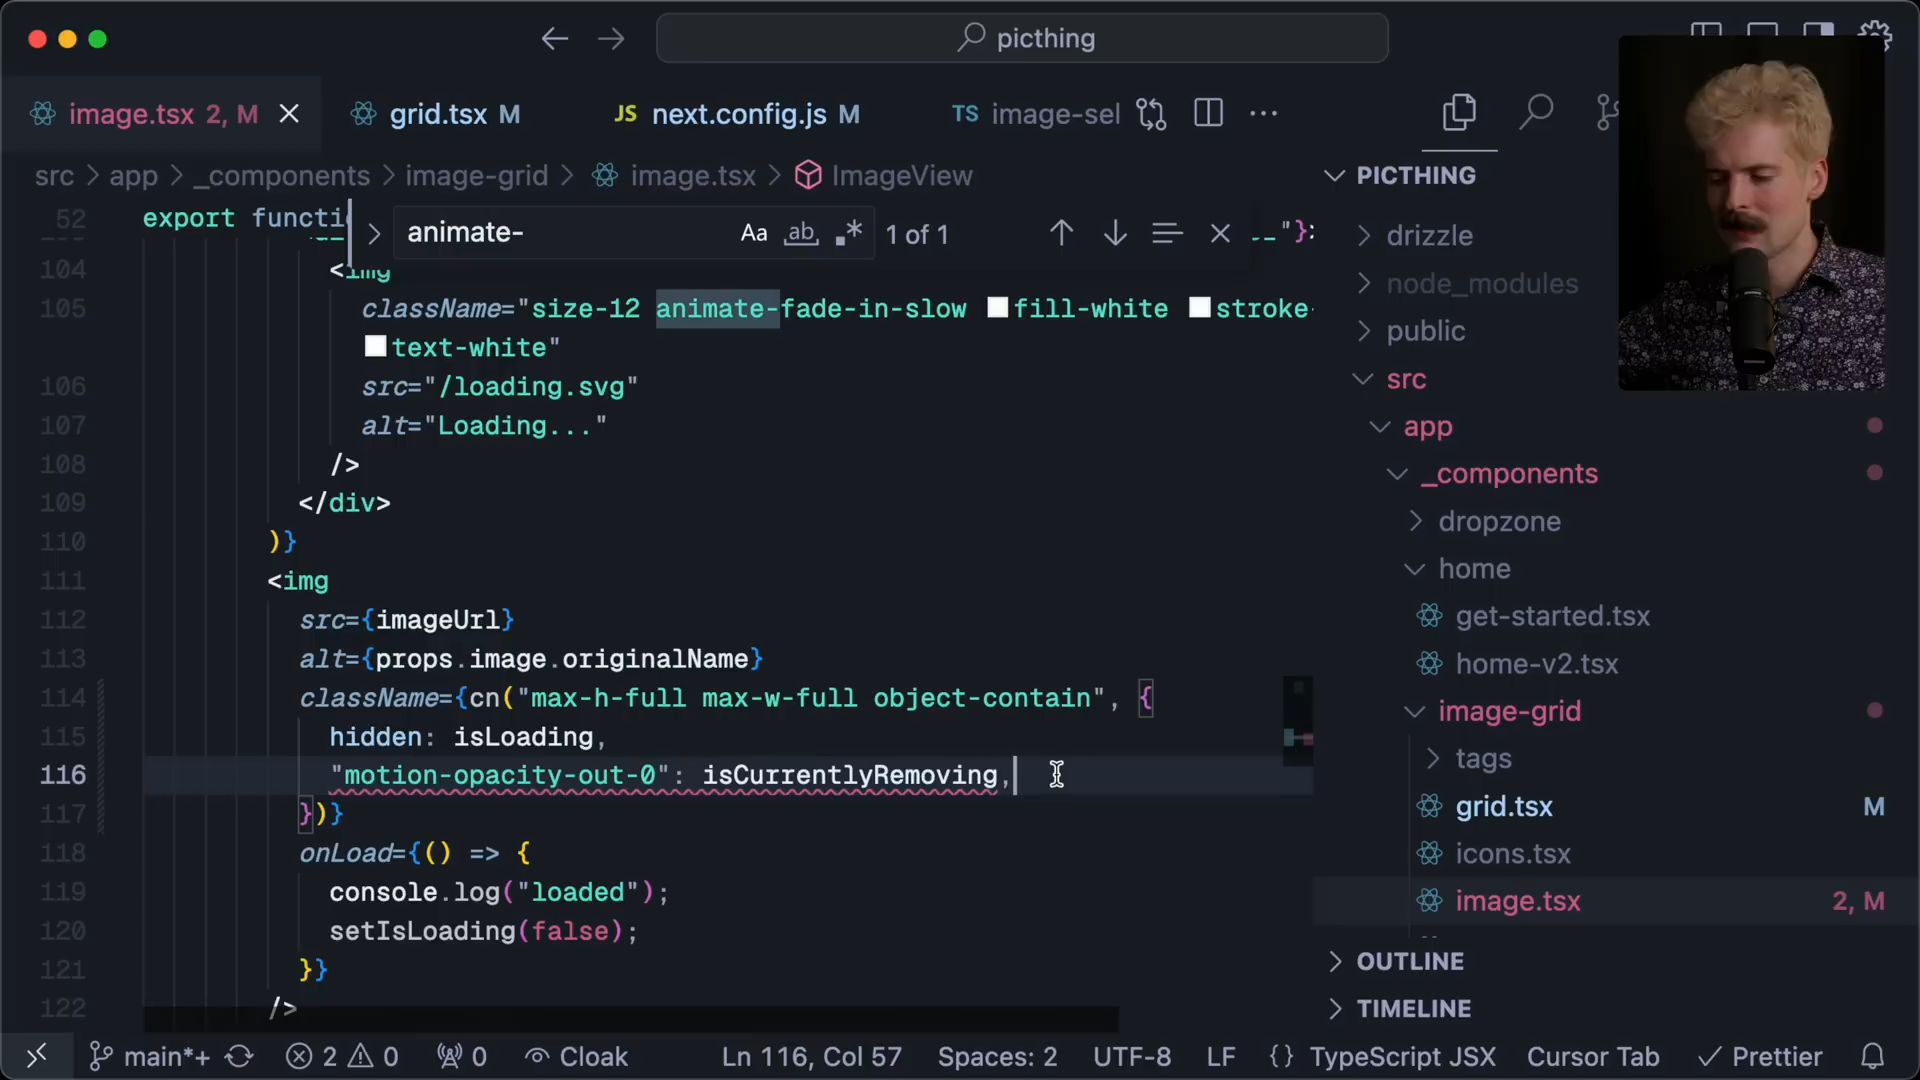 picthing
image.tsx 2, M
grid.tsx M
JS next.config.js M
TS image-sel
src > app > _components > image-grid > image.tsx > ImageView
PICTHING
52 export functi
animate- Aa ab 1 of 1
"}
drizzle
104 <img
node_modules
105 className="size-12 animate-fade-in-slow fill-white stroke-
public
text-white"
src
106 src="/loading.svg"
107 alt="Loading..."
app
108 />
_components
109 </div>
dropzone
110 )}
home
111 <img
get-started.tsx
112 src={imageUrl}
home-v2.tsx
113 alt={props.image.originalName}
114 className={cn("max-h-full max-w-full object-contain", {
image-grid
115 hidden: isLoading,
tags
116 "motion-opacity-out-0": isCurrentlyRemoving,
grid.tsx M
117 })}
118 onLoad={() => {
icons.tsx
119 console.log("loaded");
image.tsx 2, M
120 setIsLoading(false);
OUTLINE
121 }}
122 />
TIMELINE
main*+ 2 0 0 Cloak Ln 116, Col 57 Spaces: 2 UTF-8 LF {} TypeScript JSX Cursor Tab Prettier